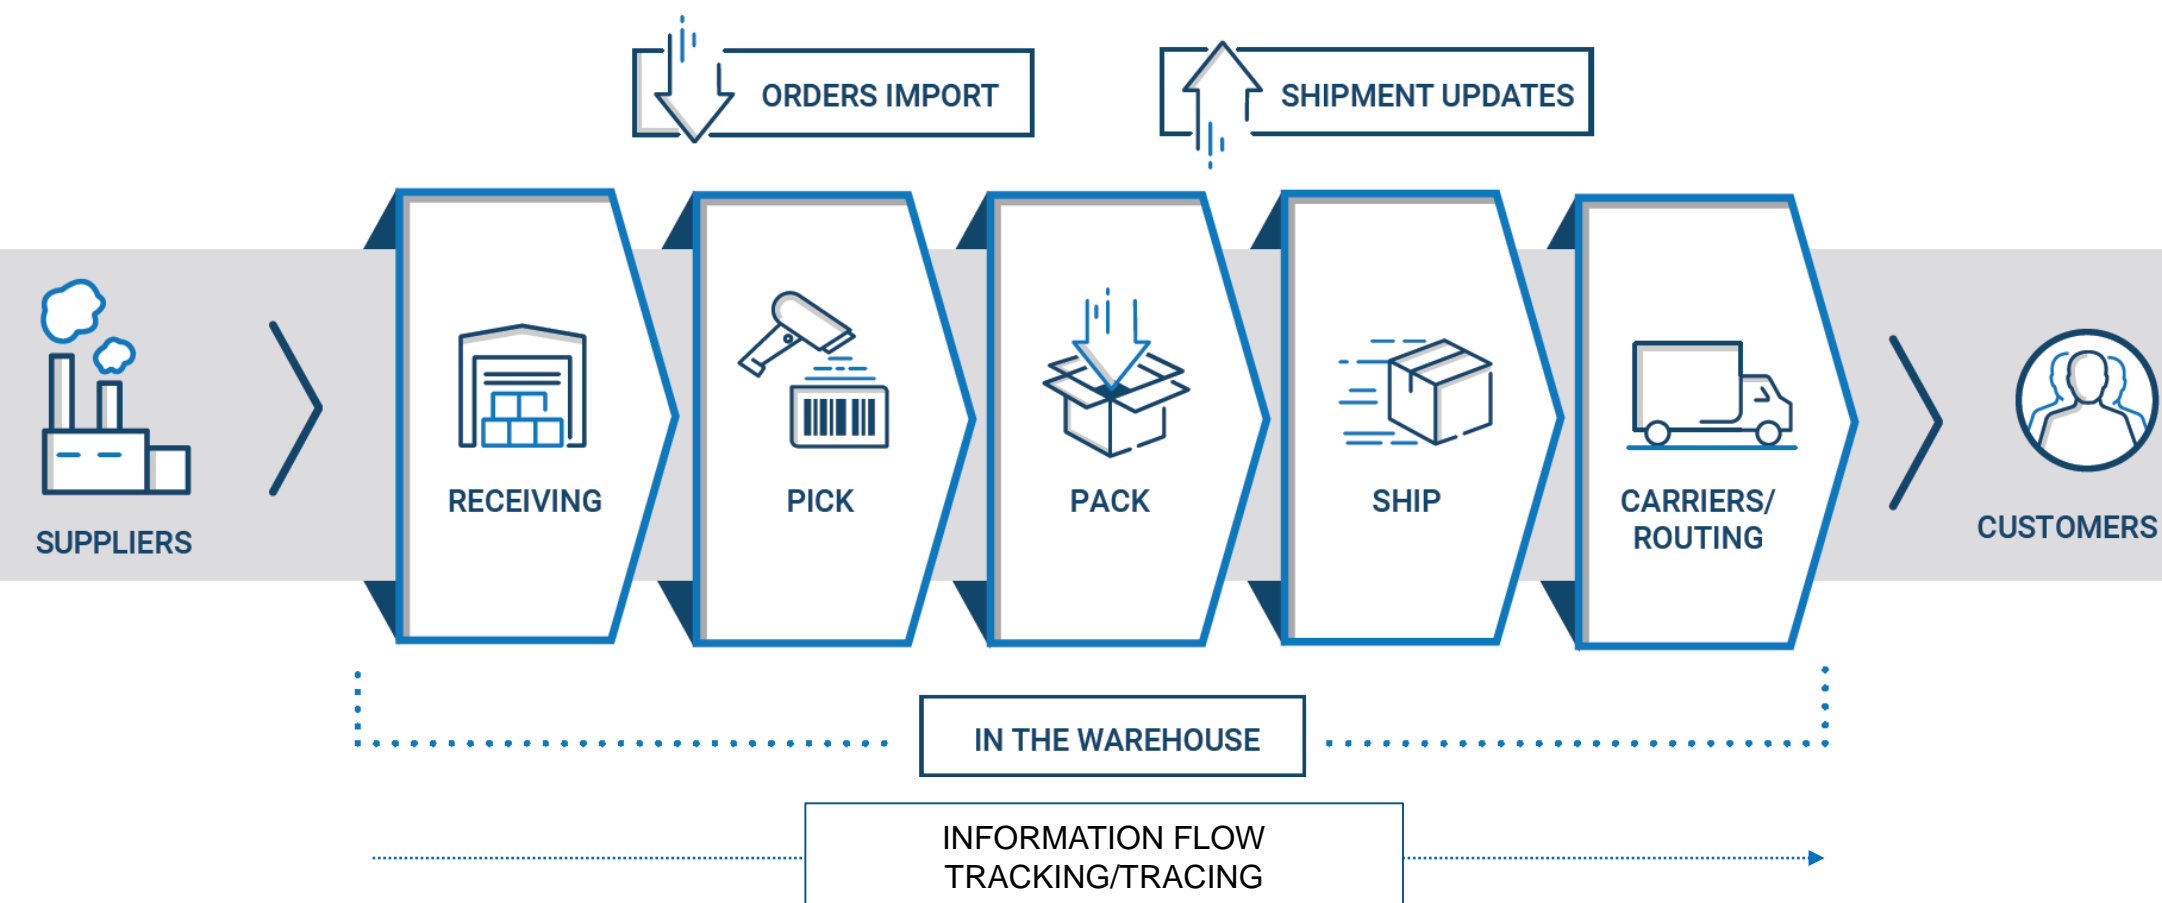 ORDERS IMPORT
SHIPMENT UPDATES
SUPPLIERS
RECEIVING
PICK
PACK
SHIP
CARRIERS/
ROUTING
CUSTOMERS
IN THE WAREHOUSE
INFORMATION FLOW
TRACKING/TRACING